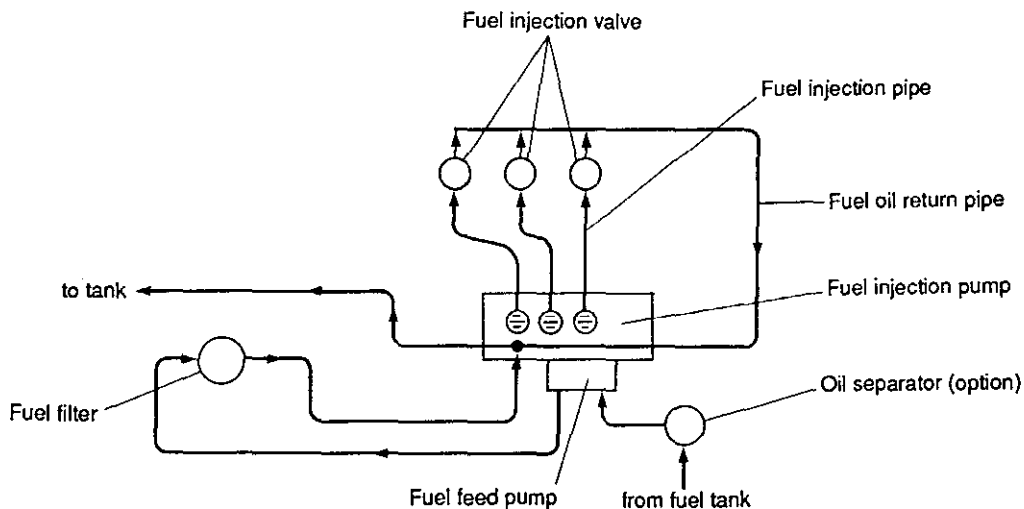 Fuel injection valve
Fuel injection pipe
Fuel oil return pipe
to tank
Fuel injection pump
Oil separator (option)
Fuel filter
Fuel feed pump
from fuel tank